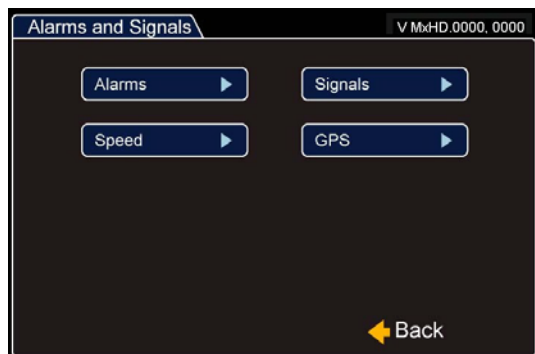 Alarms and Signals V MxHD.0000, 0000
Alarms Signals
Speed GPS
Back